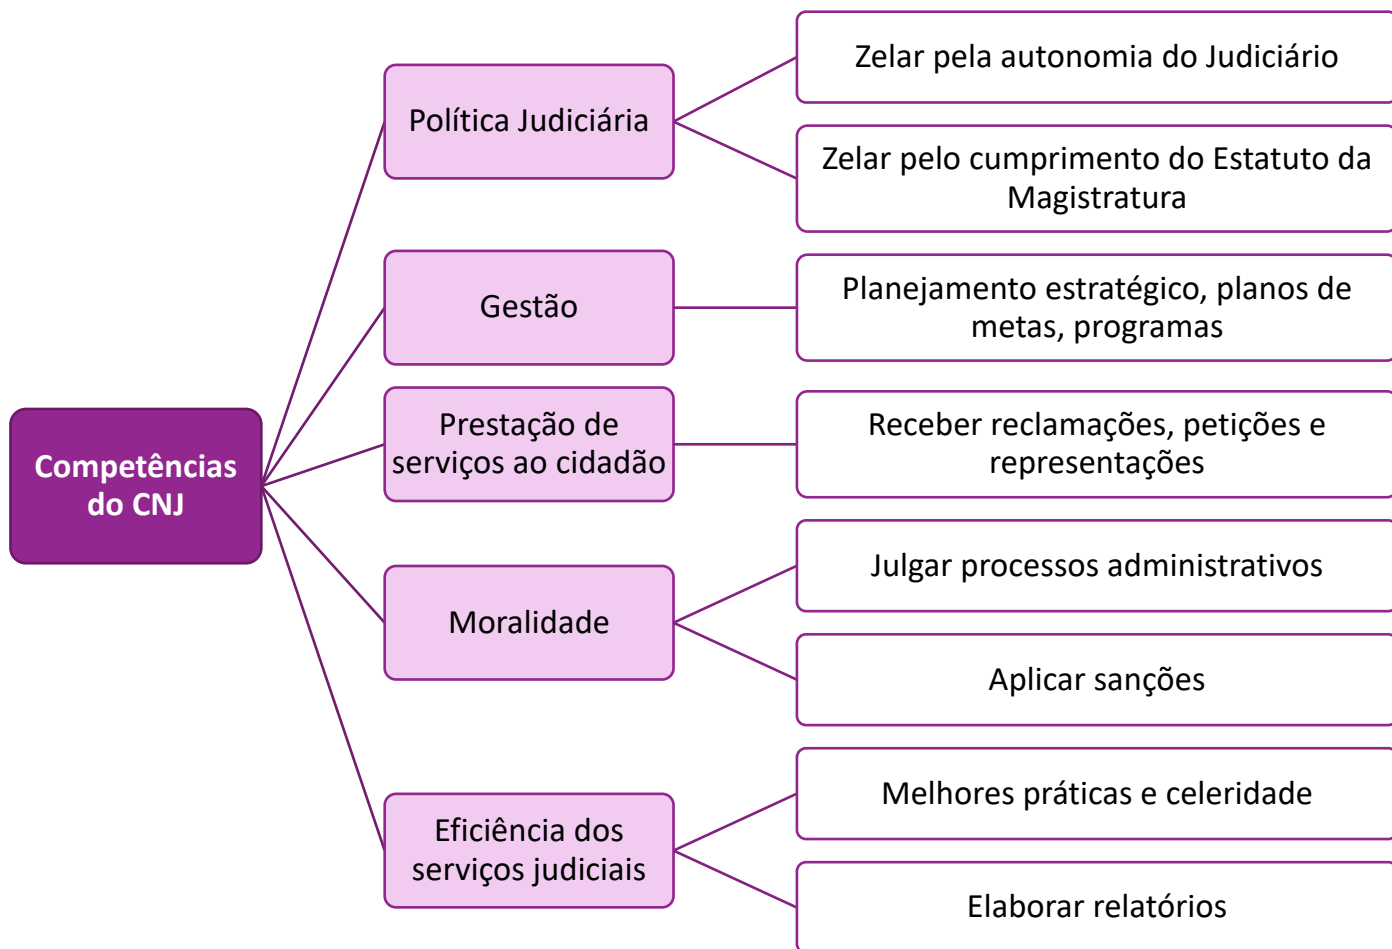 Competências
do CNJ
Política Judiciária
Zelar pela autonomia do Judiciário
Zelar pelo cumprimento do Estatuto da
Magistratura
Gestão
Planejamento estratégico, planos de
metas, programas
Prestação de
serviços ao cidadão
Receber reclamações, petições e
representações
Moralidade
Julgar processos administrativos
Aplicar sanções
Eficiência dos
serviços judiciais
Melhores práticas e celeridade
Elaborar relatórios